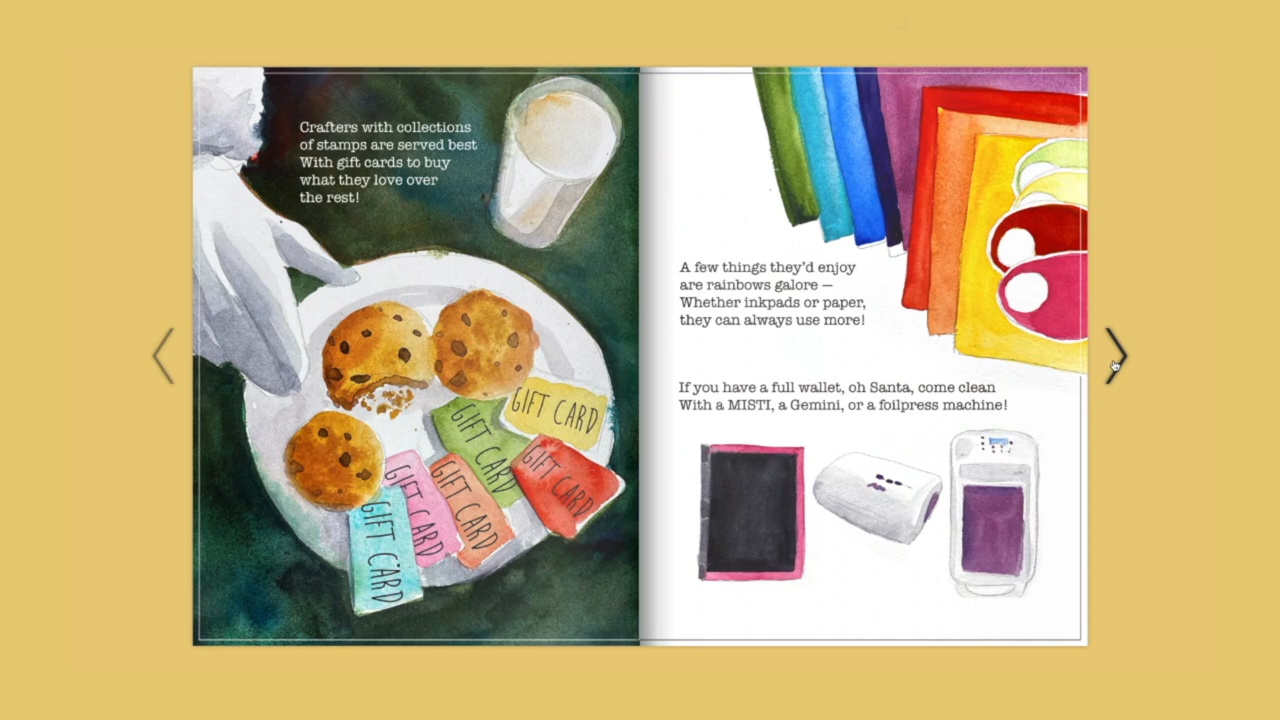 Crafters with collections
of stamps are served best
With gift cards to buy
what they love over
the rest!
GIFT CARD
GIFT CARD
GIFT CARD
GIFT CARD
GIFT CARD
GIFT CARD
A few things they'd enjoy
are rainbows galore —
Whether inkpads or paper,
they can always use more!
If you have a full wallet, oh Santa, come clean
With a MISTI, a Gemini, or a foilpress machine!